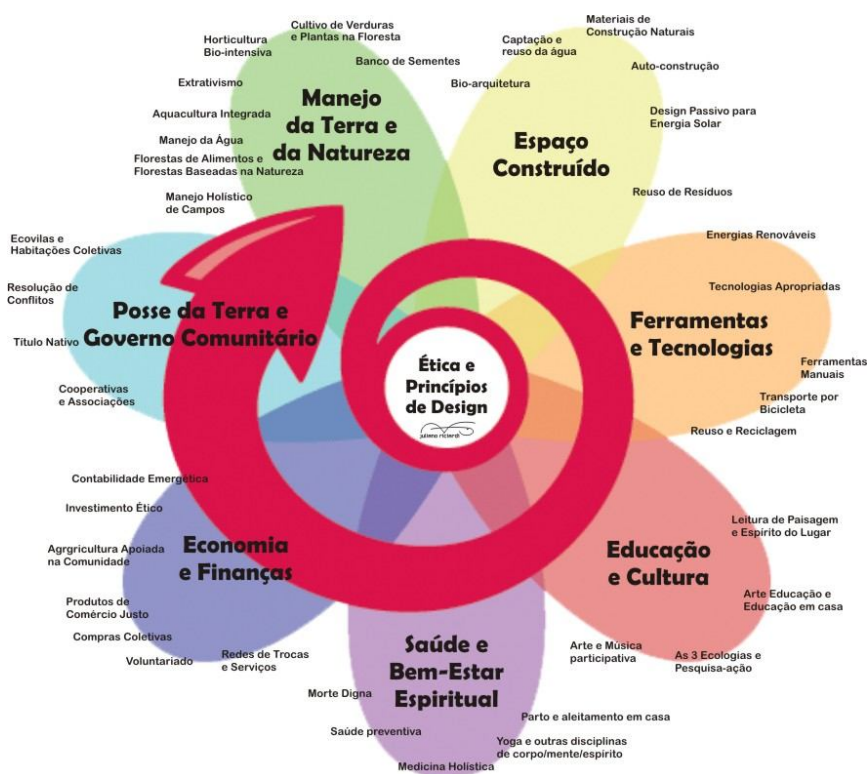 Cultivo de Verduras
e Plantas na Floresta
Horticultura
Bio-intensiva
Banco de Sementes
Extrativismo
Aquacultura Integrada
Manejo da Água
Florestas de Alimentos e
Florestas Baseadas na Natureza
Manejo Holístico
de Campos
Manejo
da Terra e
da Natureza
Materiais de
Construção Naturais
Captação e
reuso da água
Auto-construção
Bio-arquitetura
Design Passivo para
Energia Solar
Reuso de Resíduos
Espaço
Construído
Energias Renováveis
Tecnologias Apropriadas
Ferramentas
Manuais
Transporte por
Bicicleta
Reuso e Reciclagem
Ferramentas
e Tecnologias
Ecovilas e
Habitações Coletivas
Resolução de
Conflitos
Título Nativo
Cooperativas
e Associações
Posse da Terra e
Governo Comunitário
Ética e
Princípios
de Design
juliana riciardi
Contabilidade Emergética
Investimento Ético
Agrgricultura Apoiada
na Comunidade
Produtos de
Comércio Justo
Compras Coletivas
Voluntariado
Redes de Trocas
e Serviços
Economia
e Finanças
Leitura de Paisagem
e Espírito do Lugar
Arte Educação e
Educação em casa
As 3 Ecologias e
Pesquisa-ação
Arte e Música
participativa
Educação
e Cultura
Saúde e
Bem-Estar
Espiritual
Morte Digna
Saúde preventiva
Medicina Holística
Parto e aleitamento em casa
Yoga e outras disciplinas
de corpo/mente/espírito